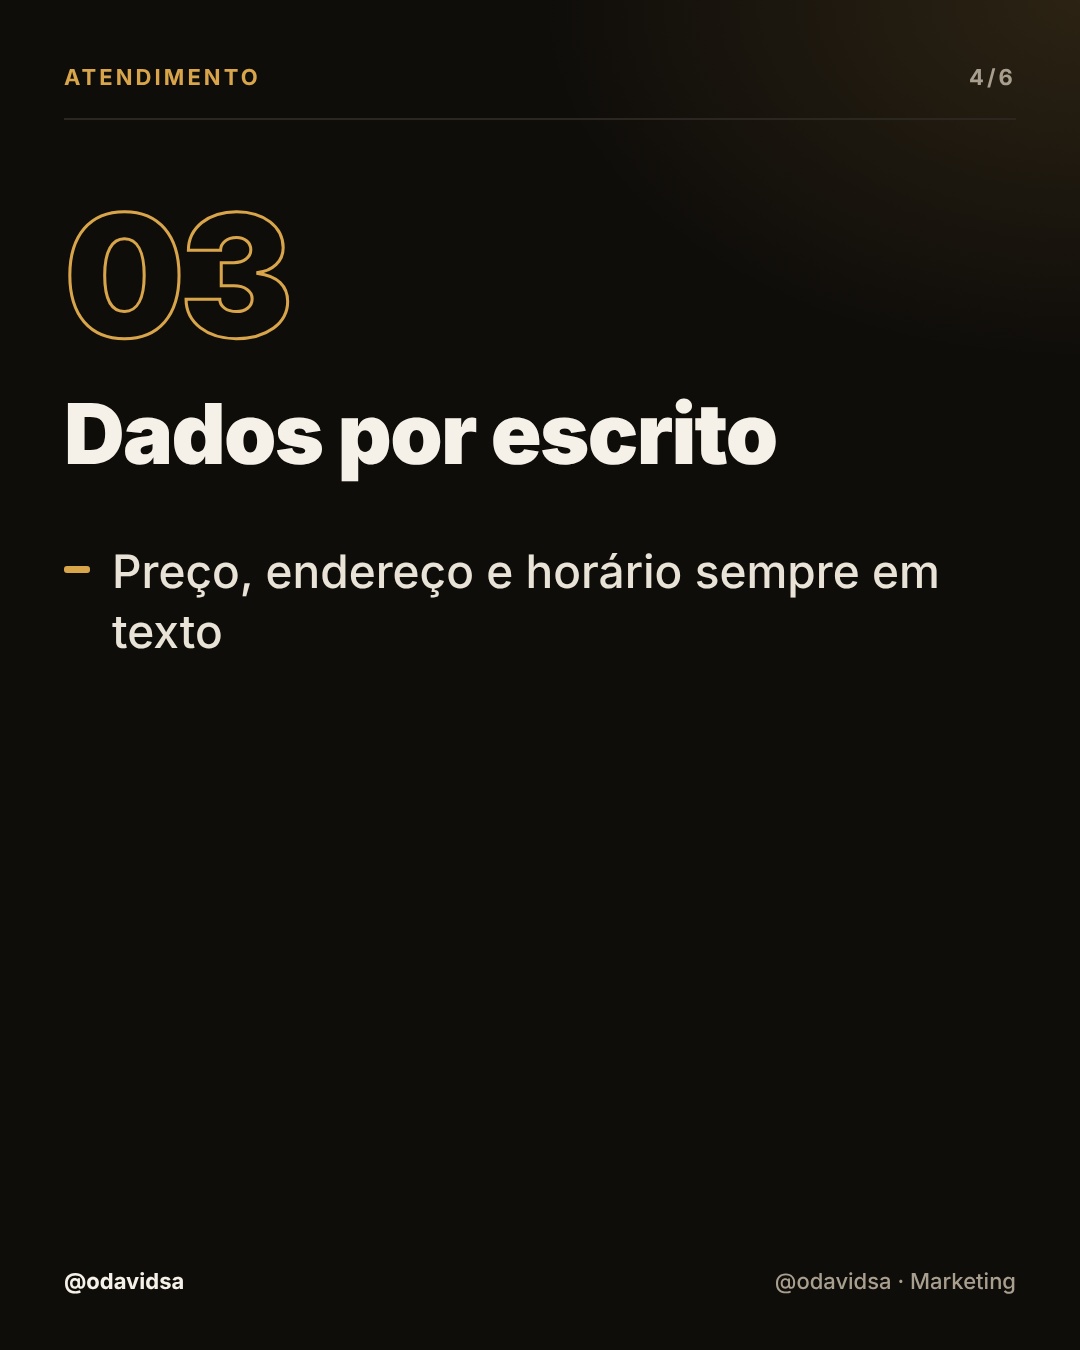 ATENDIMENTO
4/6
03
Dados por escrito
Preço, endereço e horário sempre em
texto
@odavidsa
@odavidsa · Marketing